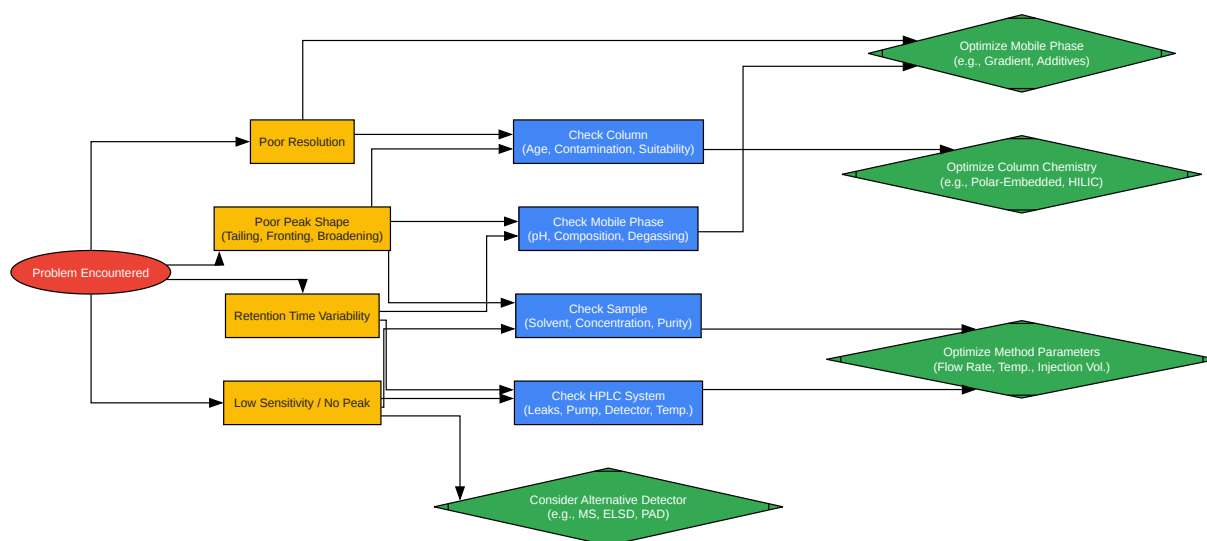 Problem Encountered
Poor Resolution
Poor Peak Shape
(Tailing, Fronting, Broadening)
Retention Time Variability
Low Sensitivity / No Peak
Check Column
(Age, Contamination, Suitability)
Check Mobile Phase
(pH, Composition, Degassing)
Check Sample
(Solvent, Concentration, Purity)
Check HPLC System
(Leaks, Pump, Detector, Temp.)
Optimize Mobile Phase
(e.g., Gradient, Additives)
Optimize Column Chemistry
(e.g., Polar-Embedded, HILIC)
Optimize Method Parameters
(Flow Rate, Temp., Injection Vol.)
Consider Alternative Detector
(e.g., MS, ELSD, PAD)